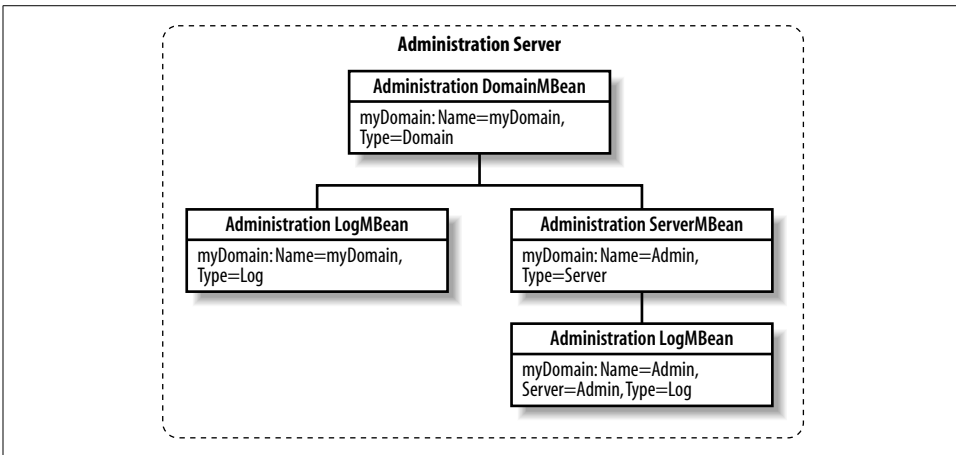 Administration Server
Administration DomainMBean
myDomain: Name=myDomain,
Type=Domain
Administration LogMBean
myDomain: Name=myDomain,
Type=Log
Administration ServerMBean
myDomain: Name=Admin,
Type=Server
Administration LogMBean
myDomain: Name=Admin,
Server=Admin, Type=Log